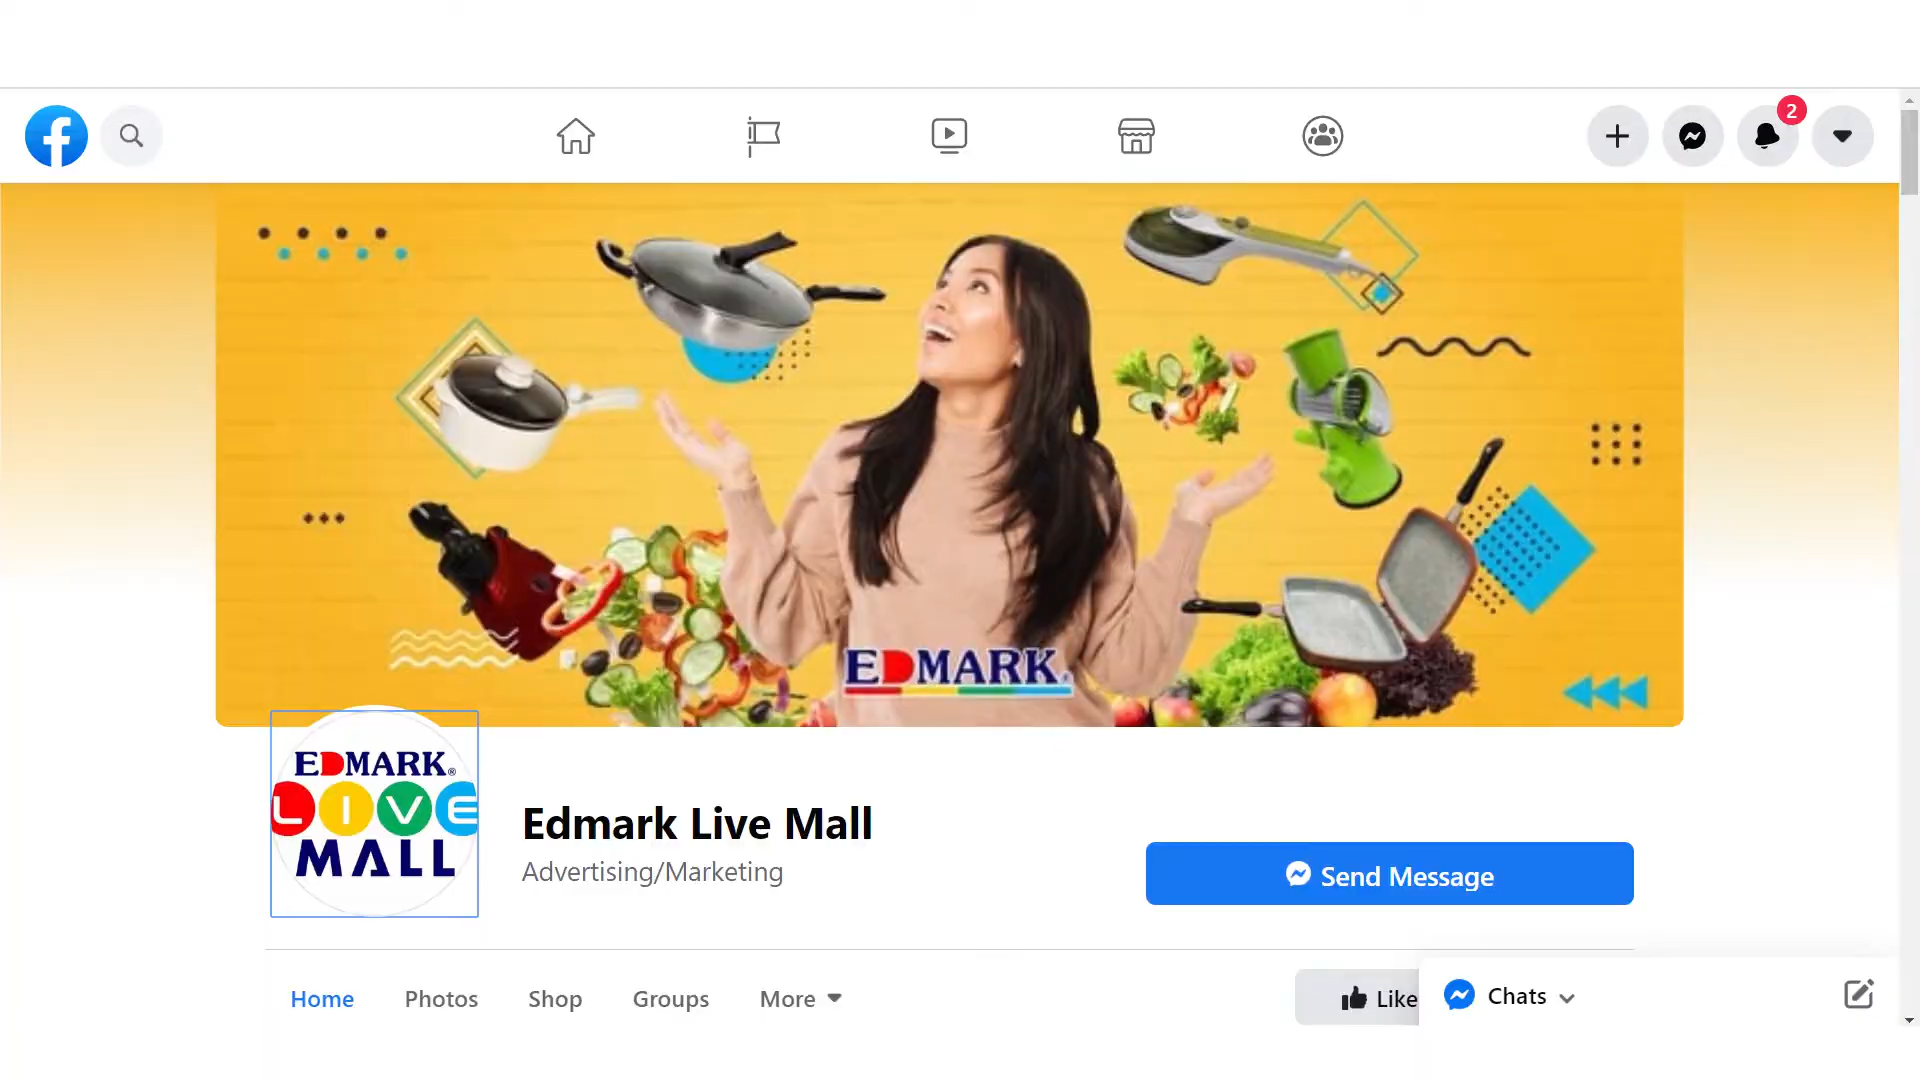 2
EDMARK
EDMARK®
LIVE
MALL
Edmark Live Mall
Advertising/Marketing
Send Message
Home Photos Shop Groups More Like Chats